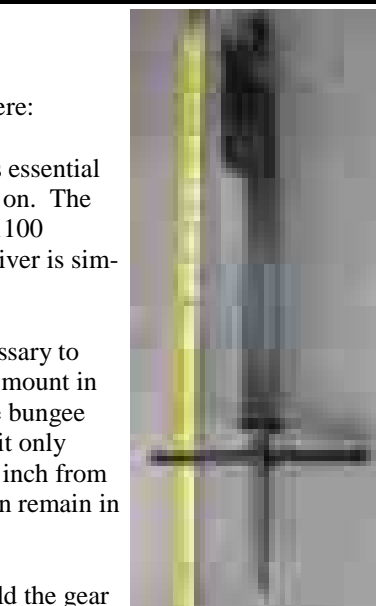 ere:
essential
on. The
100
iver is sim-
ssary to
mount in
bungee
it only
inch from
n remain in
ld the gear